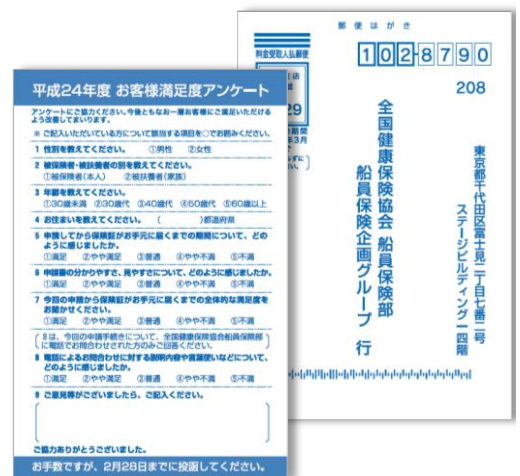 平成24年度 お客様満足度アンケート
アンケートにご協力ください。今後ともなお一層お客様にご満足いただける
よう改善してまいります。
※ ご記入いただいている方について該当する項目を○でお囲みください。
1 性別を教えてください。 ①男性 ②女性
2 被保険者・被扶養者の別を教えてください。
①被保険者(本人) ②被扶養者(家族)
3 年齢を教えてください。
①30歳未満 ②30歳代 ③40歳代 ④50歳代 ⑤60歳以上
4 お住まいを教えてください。 ( )都道府県
5 申請してから保険証がお手元に届くまでの期間について、どの
ように感じましたか。
①満足 ②やや満足 ③普通 ④やや不満 ⑤不満
6 申請書の分かりやすさ、見やすさについて、どのように感じましたか。
①満足 ②やや満足 ③普通 ④やや不満 ⑤不満
7 今回の申請から保険証がお手元に届くまでの全体的な満足度を
お聞かせください。
①満足 ②やや満足 ③普通 ④やや不満 ⑤不満
(8は、今回の申請手続きについて、全国健康保険協会船員保険部
に電話でお問合わせされた方のみご回答ください。)
8 電話によるお問合わせに対する説明内容や言葉使いなどについて、
どのように感じましたか。
①満足 ②やや満足 ③普通 ④やや不満 ⑤不満
9 ご意見等がございましたら、ご記入ください。
ご協力ありがとうございました。
お手数ですが、2月28日までに投函してください。
郵便はがき
料金受取人払郵便
102-8790
208
東京都千代田区富士見二丁目七番二号
ステージビルディング一四階
全国健康保険協会 船員保険部
船員保険企画グループ 行